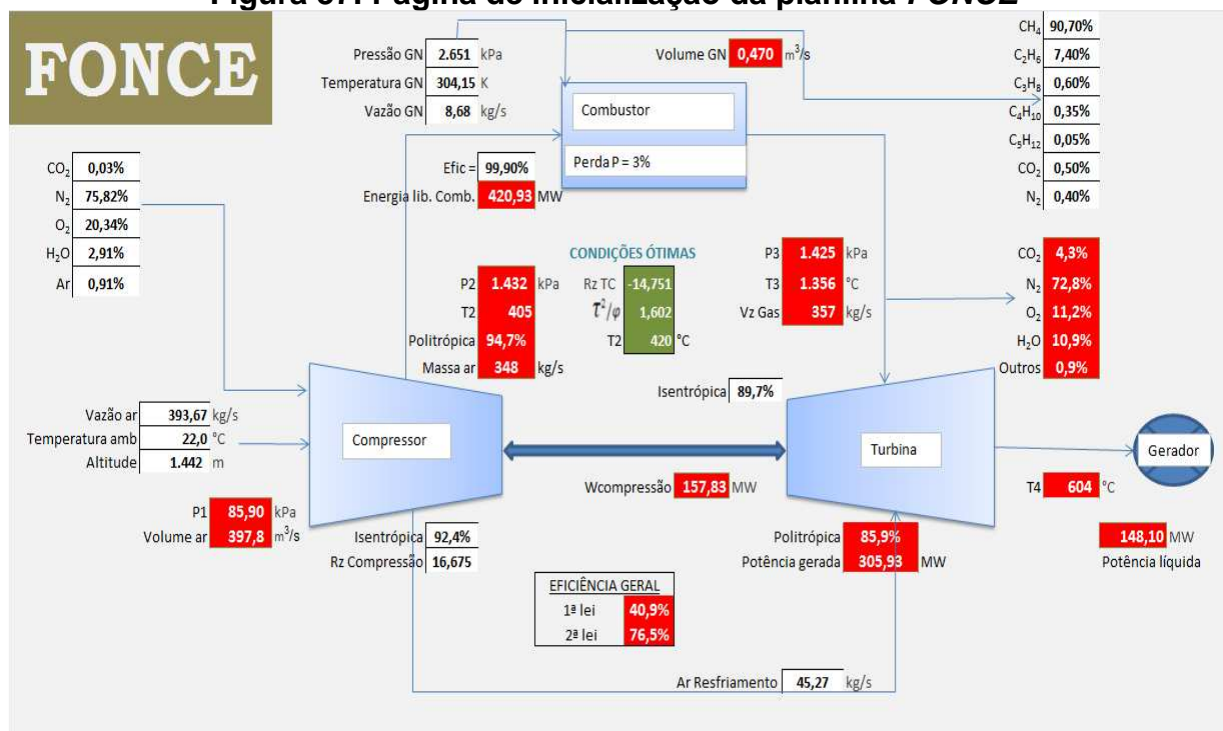 Figura 37: Página de inicialização da planilha FONCE
FONCE
Pressão GN 2.651 kPa
Temperatura GN 304,15 K
Vazão GN 8,68 kg/s
Volume GN 0,470 m³/s
CH₄ 90,70%
C₂H₆ 7,40%
C₃H₈ 0,60%
C₄H₁₀ 0,35%
C₅H₁₂ 0,05%
CO₂ 0,50%
N₂ 0,40%
Combustor
Perda P = 3%
Efic = 99,90%
Energia lib. Comb. 420,93 MW
CO₂ 0,03%
N₂ 75,82%
O₂ 20,34%
H₂O 2,91%
Ar 0,91%
P2 1.432 kPa
T2 405
Politrópica 94,7%
Massa ar 348 kg/s
CONDIÇÕES ÓTIMAS
Rz TC -14,751
τ²/φ 1,602
T2 420 °C
P3 1.425 kPa
T3 1.356 °C
Vz Gas 357 kg/s
CO₂ 4,3%
N₂ 72,8%
O₂ 11,2%
H₂O 10,9%
Outros 0,9%
Isentrópica 89,7%
Vazão ar 393,67 kg/s
Temperatura amb 22,0 °C
Altitude 1.442 m
Compressor
Turbina
Gerador
Wcompressão 157,83 MW
T4 604 °C
P1 85,90 kPa
Volume ar 397,8 m³/s
Isentrópica 92,4%
Rz Compressão 16,675
Politrópica 85,9%
Potência gerada 305,93 MW
148,10 MW
Potência líquida
EFICIÊNCIA GERAL
1ª lei 40,9%
2ª lei 76,5%
Ar Resfriamento 45,27 kg/s